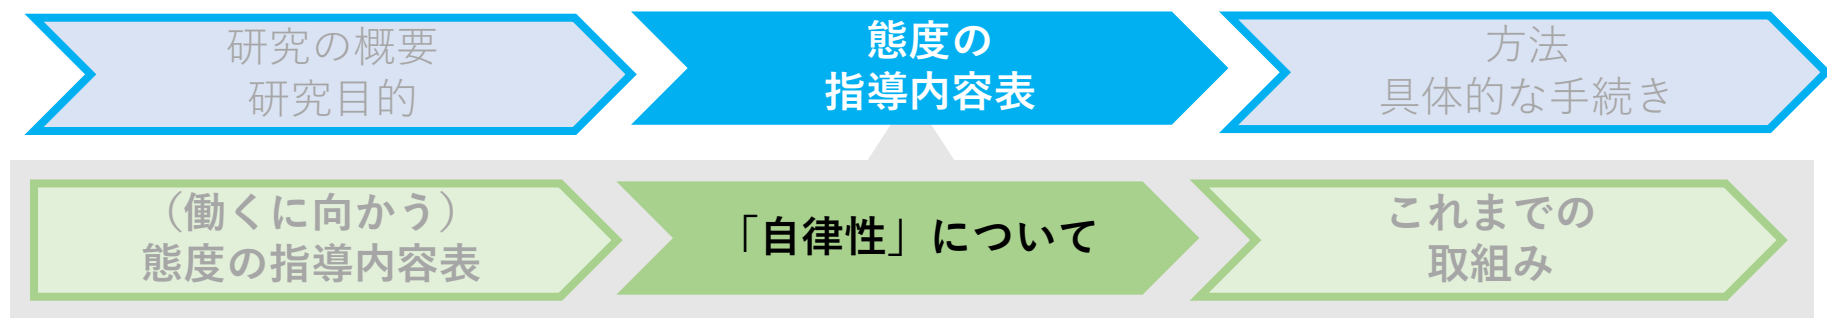 研究の概要
研究目的
態度の
指導内容表
方法
具体的な手続き
（働くに向かう）
態度の指導内容表
「自律性」について
これまでの
取組み